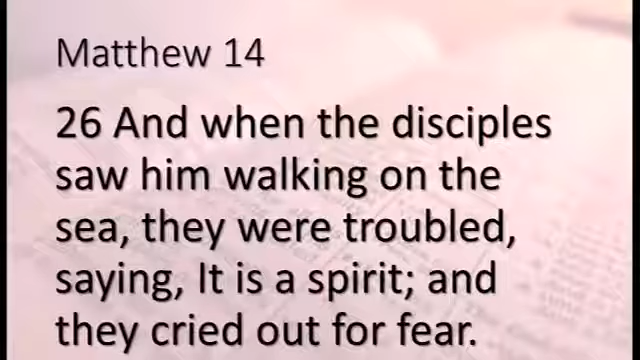 Matthew 14
26 And when the disciples
saw him walking on the
sea, they were troubled,
saying, It is a spirit; and
they cried out for fear.